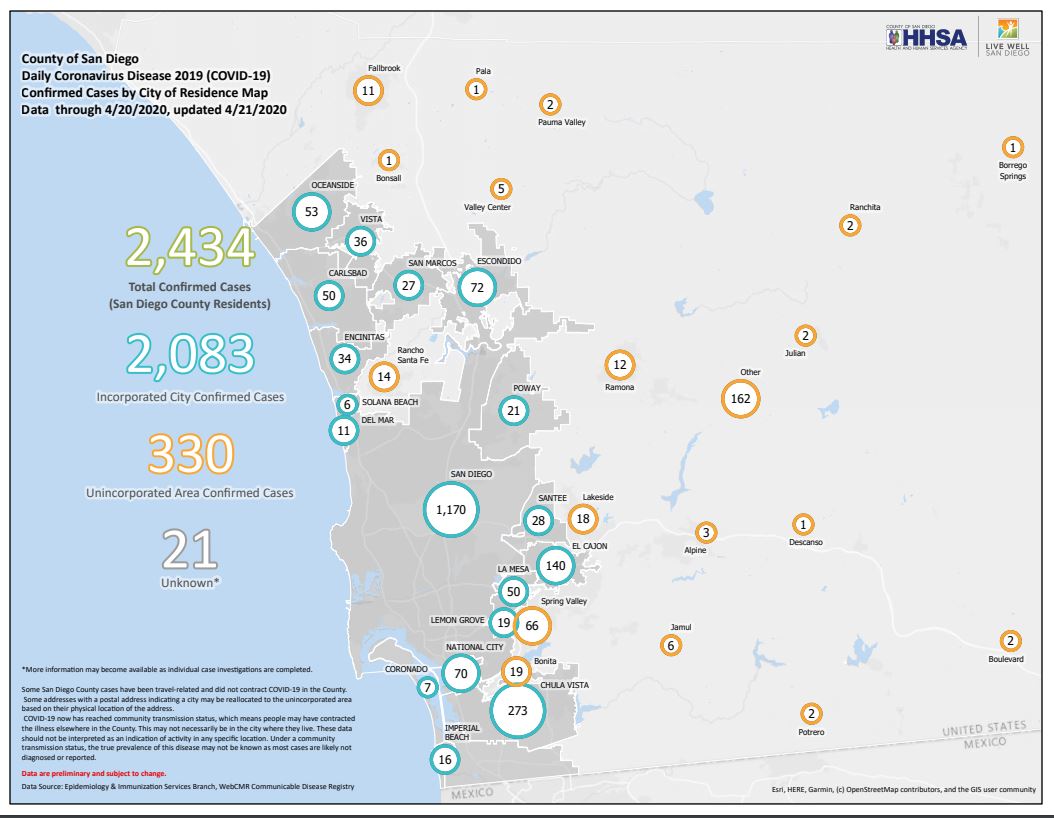 County of San Diego
Daily Coronavirus Disease 2019 (COVID-19)
Confirmed Cases by City of Residence Map
Data through 4/20/2020, updated 4/21/2020
COUNTY OF SAN DIEGO
HHSA
HEALTH AND HUMAN SERVICES AGENCY
LIVE WELL
SAN DIEGO
Fallbrook
11
Pala
1
2
Pauma Valley
1
Borrego
Springs
1
Bonsall
5
Valley Center
Ranchita
2
OCEANSIDE
53
VISTA
36
2,434
Total Confirmed Cases
(San Diego County Residents)
CARLSBAD
50
SAN MARCOS
27
ESCONDIDO
72
2,083
Incorporated City Confirmed Cases
ENCINITAS
34
Rancho
Santa Fe
14
12
Ramona
2
Julian
Other
162
6
SOLANA BEACH
DEL MAR
11
POWAY
21
330
Unincorporated Area Confirmed Cases
SAN DIEGO
1,170
SANTEE
28
Lakeside
18
3
Alpine
1
Descanso
21
Unknown*
EL CAJON
140
LA MESA
50
Spring Valley
66
LEMON GROVE
19
NATIONAL CITY
70
Bonita
19
Jamul
6
2
Boulevard
CORONADO
7
CHULA VISTA
273
2
Potrero
IMPERIAL
BEACH
16
UNITED STATES
MEXICO
MEXICO
*More information may become available as individual case investigations are completed.
Some San Diego County cases have been travel-related and did not contract COVID-19 in the County.
Some addresses with a postal address indicating a city may be reallocated to the unincorporated area
based on their physical location of the address.
COVID-19 now has reached community transmission status, which means people may have contracted
the illness elsewhere in the County. This may not necessarily be in the city where they live. These data
should not be interpreted as an indication of activity in any specific location. Under a community
transmission status, the true prevalence of this disease may not be known as most cases are likely not
diagnosed or reported.
Data are preliminary and subject to change.
Data Source: Epidemiology & Immunization Services Branch, WebCMR Communicable Disease Registry
Esri, HERE, Garmin, (c) OpenStreetMap contributors, and the GIS user community